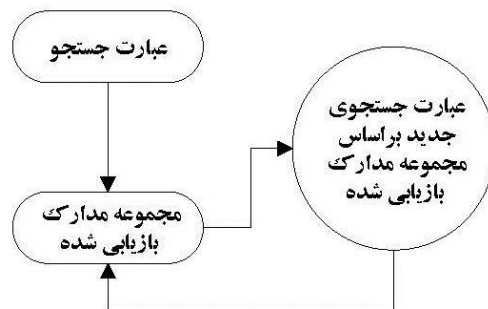 عبارت جستجو
عبارت جستجوی
جدید براساس
مجموعه مدارک
بازیابی شده
مجموعه مدارک
بازیابی شده